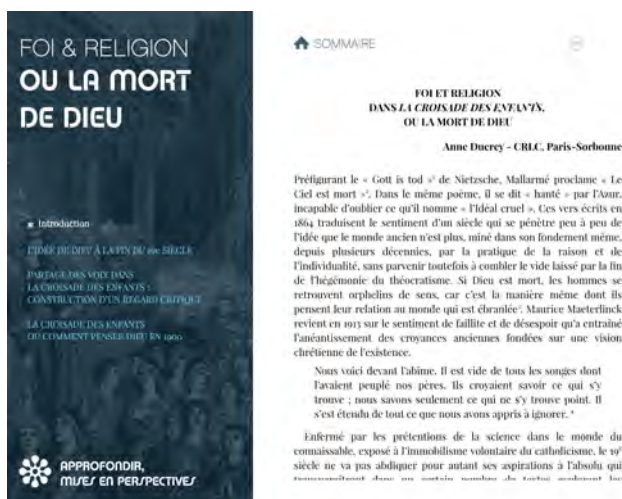 FOI & RELIGION
OU LA MORT
DE DIEU
Introduction
L'IDÉE DE DIEU À LA FIN DU 19e SIÈCLE
PARTAGE DES VOIX DANS
LA CROISADE DES ENFANTS :
CONSTRUCTION D'UN REGARD CRITIQUE
LA CROISADE DES ENFANTS
OU COMMENT PENSER DIEU EN 1900
APPROFONDIR,
MISES EN PERSPECTIVES
SOMMAIRE
FOI ET RELIGION
DANS LA CROISADE DES ENFANTS,
OU LA MORT DE DIEU
Anne Ducrey – CRLC, Paris-Sorbonne
Préfigurant le « Gott is tod »¹ de Nietzsche, Mallarmé proclame « Le
Ciel est mort »². Dans le même poème, il se dit « hanté » par l'Azur,
incapable d'oublier ce qu'il nomme « l'Idéal cruel ». Ces vers écrits en
1864 traduisent le sentiment d'un siècle qui se pénètre peu à peu de
l'idée que le monde ancien n'est plus, miné dans son fondement même,
depuis plusieurs décennies, par la pratique de la raison et de
l'individualité, sans parvenir toutefois à combler le vide laissé par la fin
de l'hégémonie du théocratisme. Si Dieu est mort, les hommes se
retrouvent orphelins de sens, car c'est la manière même dont ils
pensent leur relation au monde qui est ébranlée³. Maurice Maeterlinck
revient en 1913 sur le sentiment de faillite et de désespoir qu'a entraîné
l'anéantissement des croyances anciennes fondées sur une vision
chrétienne de l'existence.
Nous voici devant l'abîme. Il est vide de tous les songes dont
l'avaient peuplé nos pères. Ils croyaient savoir ce qui s'y
trouve ; nous savons seulement ce qui ne s'y trouve point. Il
s'est étendu de tout ce que nous avons appris à ignorer. ⁴
Enfermé par les prétentions de la science dans le monde du
connaissable, exposé à l'immobilisme volontaire du catholicisme, le 19e
siècle ne va pas abdiquer pour autant ses aspirations à l'absolu qui